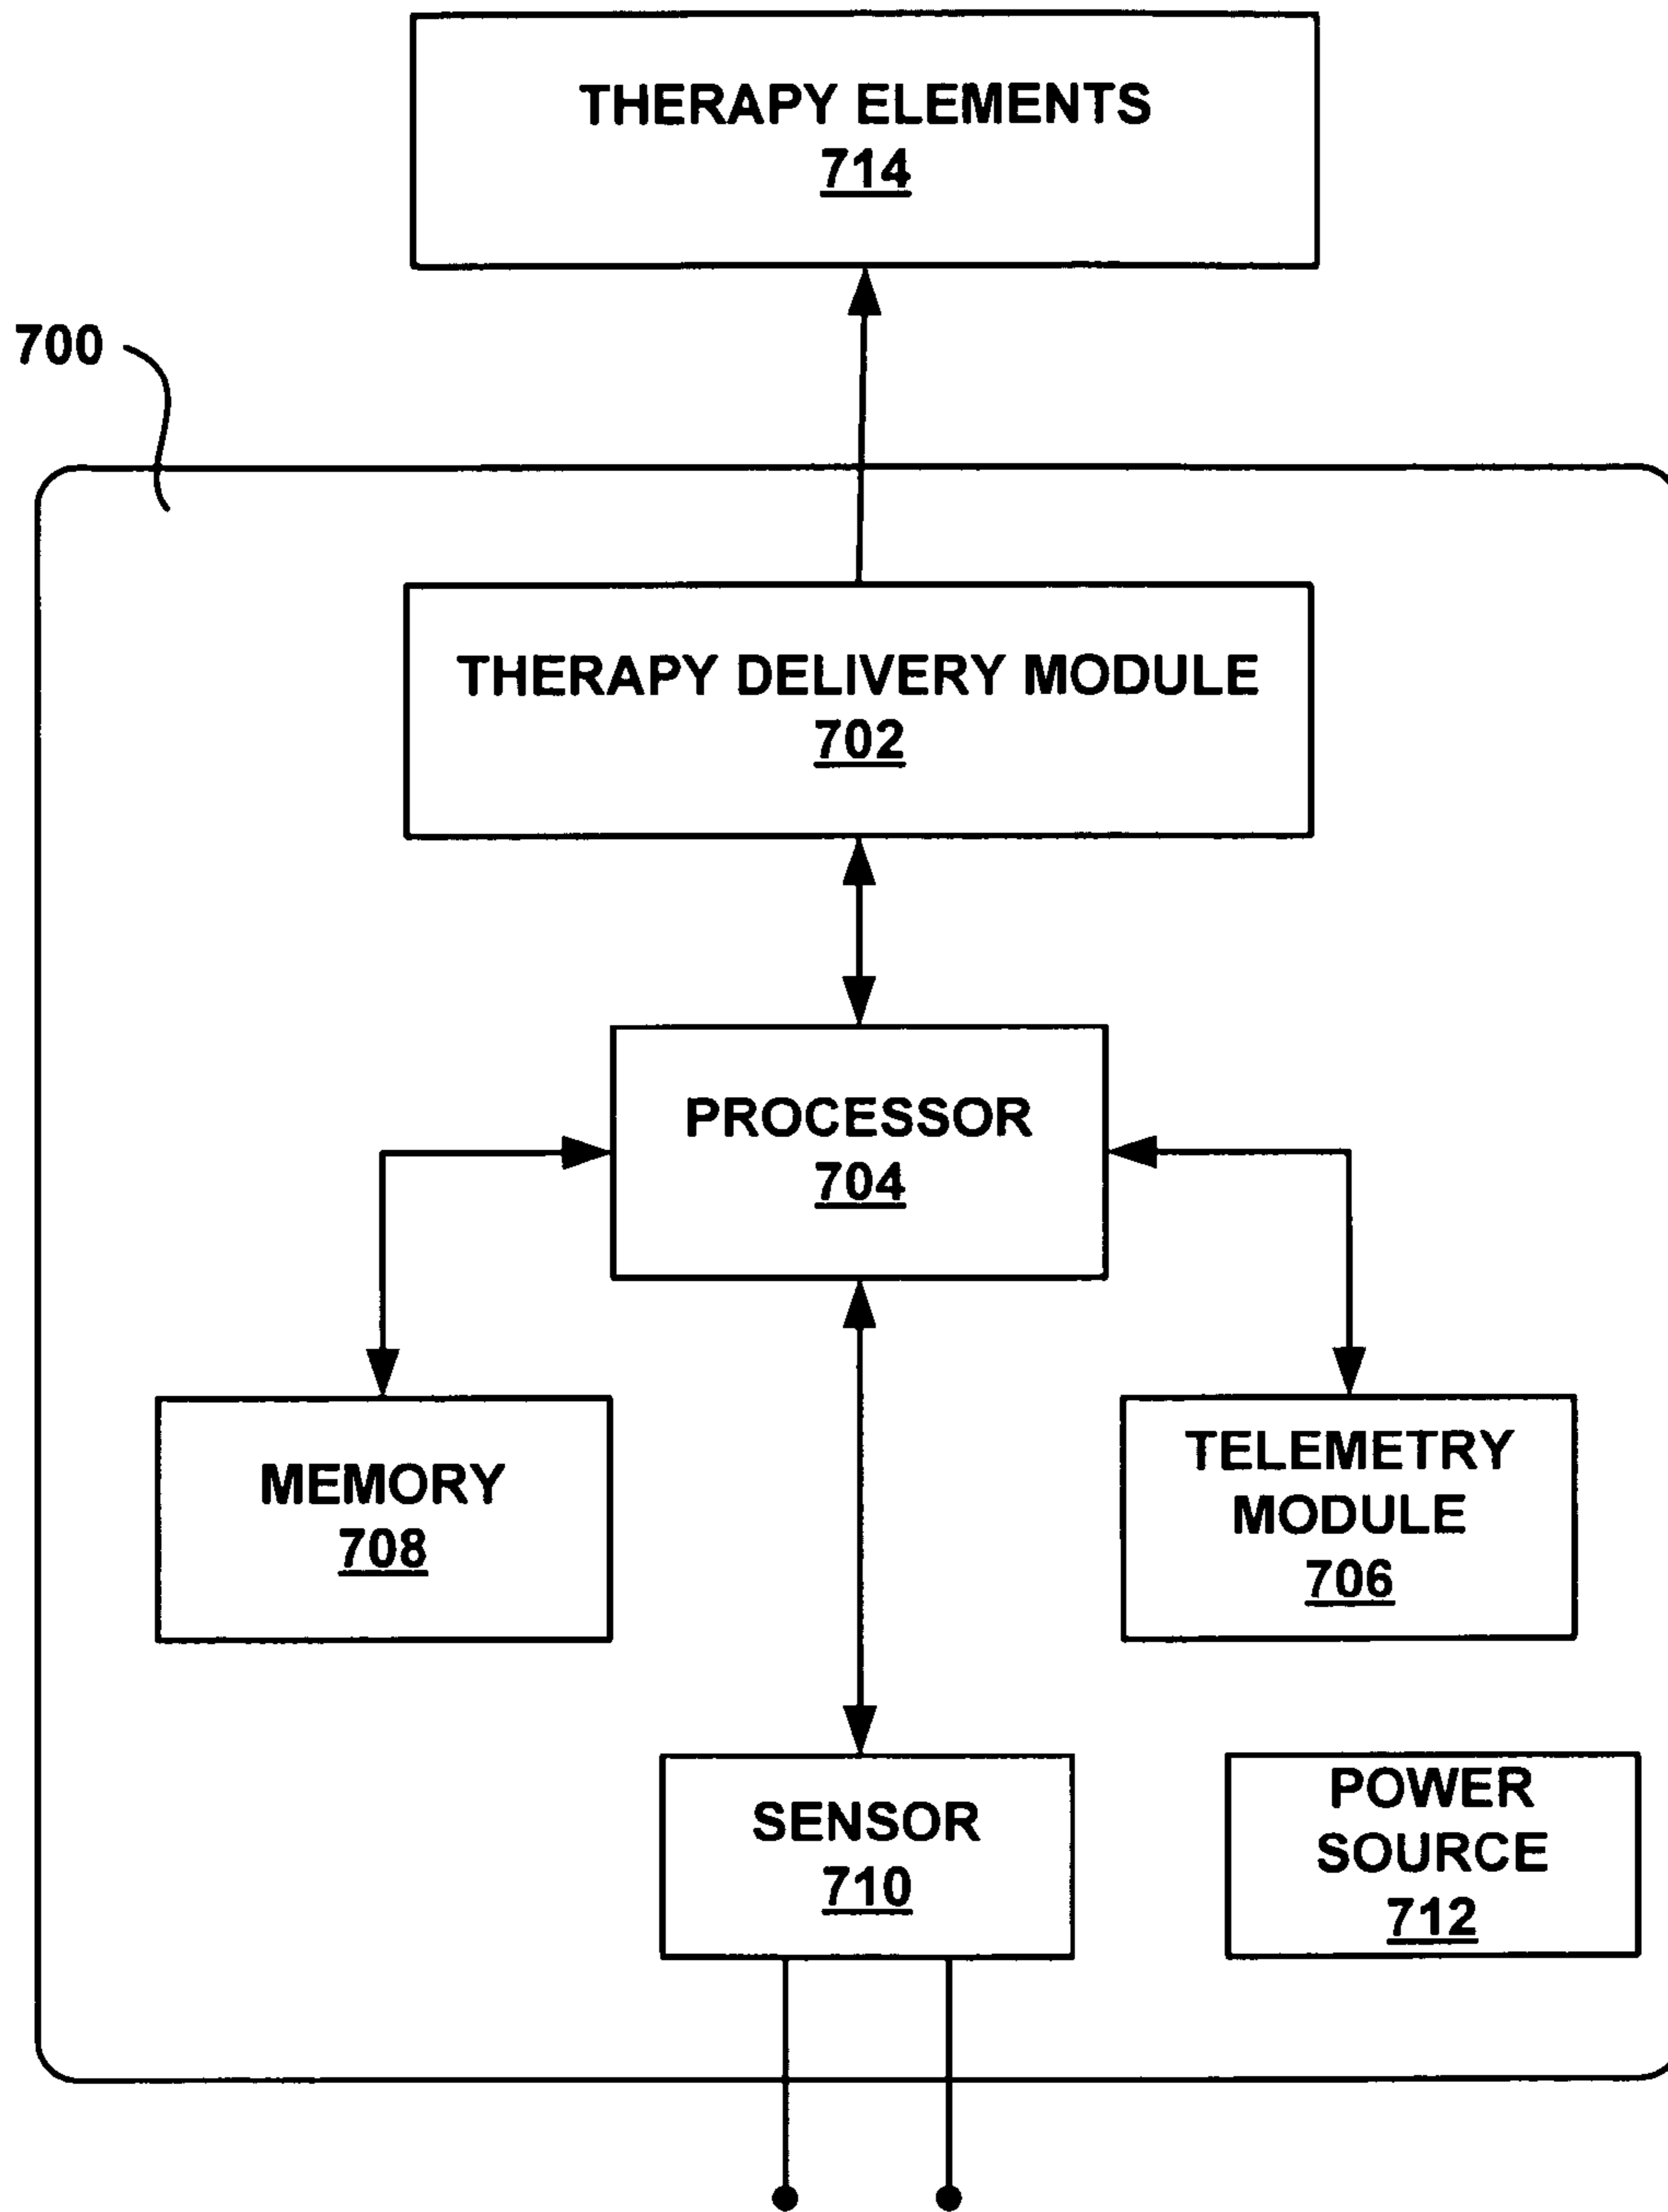 THERAPY ELEMENTS
714
700
THERAPY DELIVERY MODULE
702
PROCESSOR
704
MEMORY
708
TELEMETRY
MODULE
706
SENSOR
710
POWER
SOURCE
712